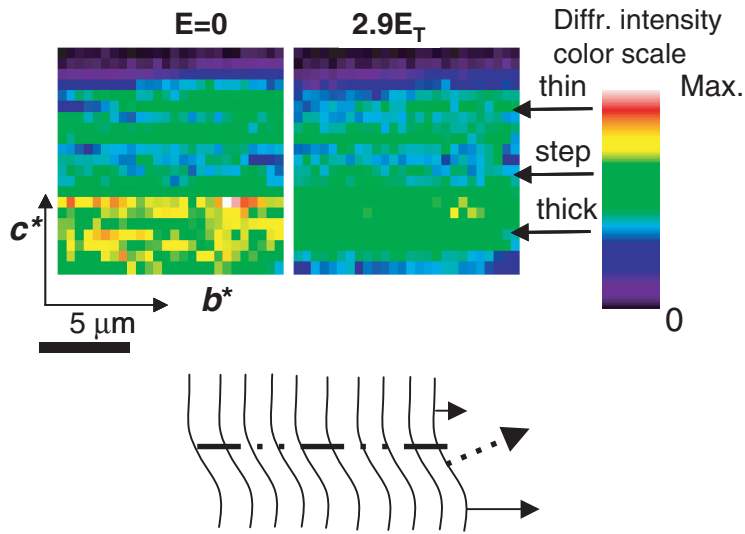 E=0
2.9E_T
Diffr. intensity
color scale
thin
Max.
step
thick
c*
b*
0
5 μm